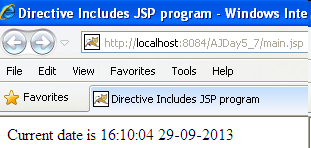 Directive Includes JSP program - Windows Inte
http://localhost:8084/AJDay5_7/main.jsp
File Edit View Favorites Tools Help
Favorites Directive Includes JSP program
Current date is 16:10:04 29-09-2013